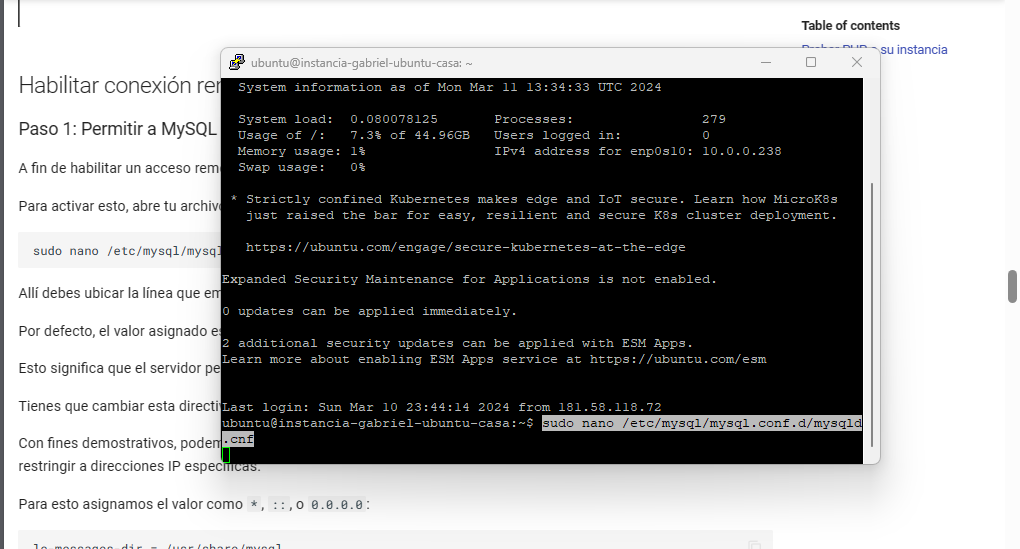 Table of contents
su instancia
Habilitar conexión
Paso 1: Permitir a MySQL
A fin de habilitar un acceso
Para activar esto, abre tu
sudo nano /etc/mysql/
Allí debes ubicar la línea que
Por defecto, el valor asignado
Esto significa que el servidor
Tienes que cambiar esta
Con fines demostrativos,
restringir a direcciones IP específicas.
Para esto asignamos el valor como *, ::, o 0.0.0.0:
lc-messages-dir = /usr/share/mysql
ubuntu@instancia-gabriel-ubuntu-casa: ~
System information as of Mon Mar 11 13:34:33 UTC 2024
System load: 0.080078125 Processes: 279
Usage of /: 7.3% of 44.96GB Users logged in: 0
Memory usage: 1% IPv4 address for enp0s10: 10.0.0.238
Swap usage: 0%
* Strictly confined Kubernetes makes edge and IoT secure. Learn how MicroK8s
just raised the bar for easy, resilient and secure K8s cluster deployment.
https://ubuntu.com/engage/secure-kubernetes-at-the-edge
Expanded Security Maintenance for Applications is not enabled.
0 updates can be applied immediately.
2 additional security updates can be applied with ESM Apps.
Learn more about enabling ESM Apps service at https://ubuntu.com/esm
Last login: Sun Mar 10 23:44:14 2024 from 181.58.118.72
ubuntu@instancia-gabriel-ubuntu-casa:~$ sudo nano /etc/mysql/mysql.conf.d/mysqld
.cnf